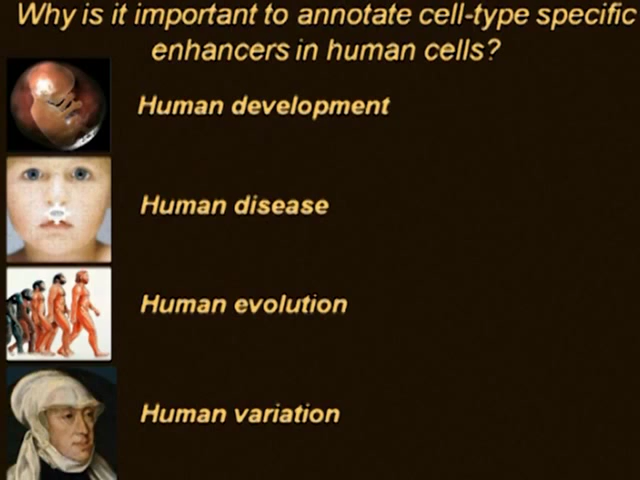 Why is it important to annotate cell-type specific
enhancers in human cells?
Human development
Human disease
Human evolution
Human variation